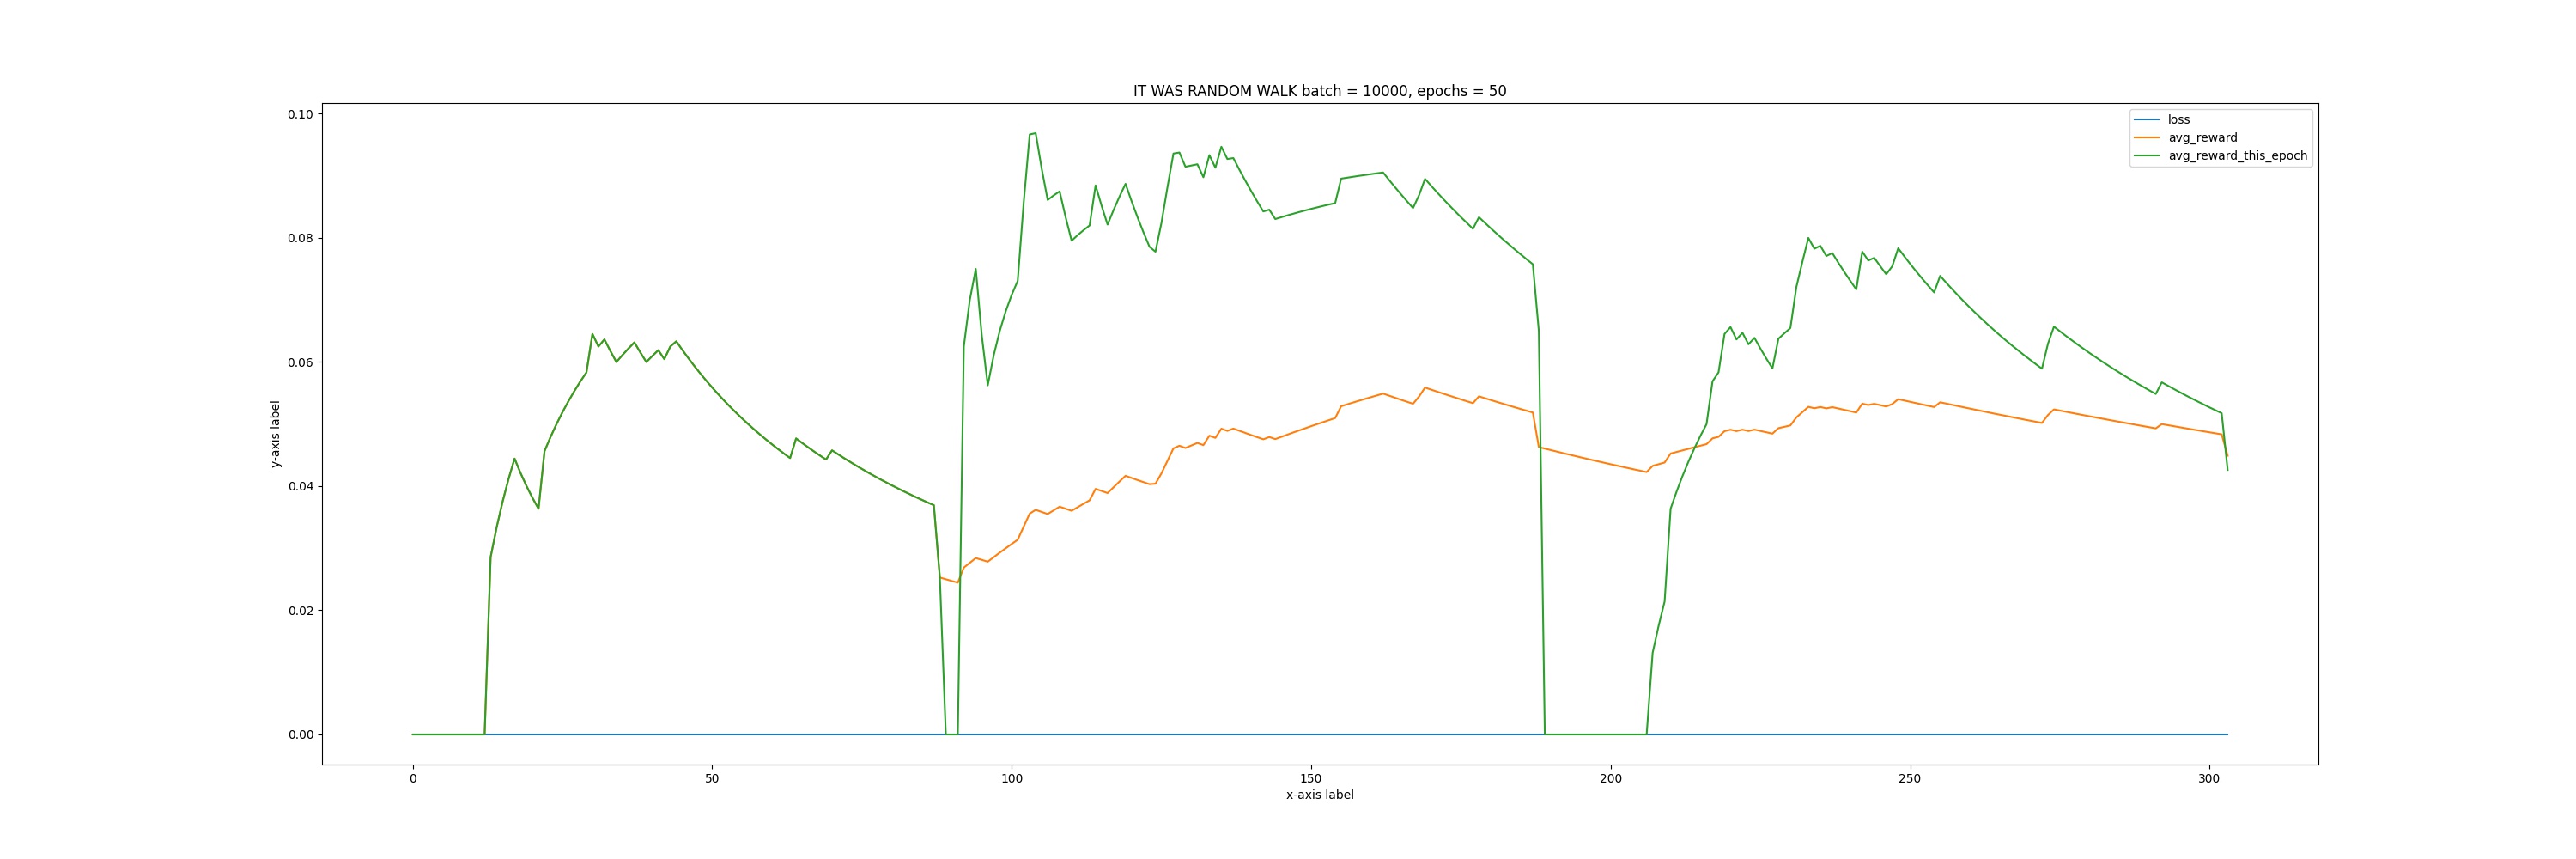 IT WAS RANDOM WALK batch = 10000, epochs = 50
loss
avg_reward
avg_reward_this_epoch
0.10
0.08
0.06
0.04
0.02
0.00
y-axis label
0 50 100 150 200 250 300
x-axis label